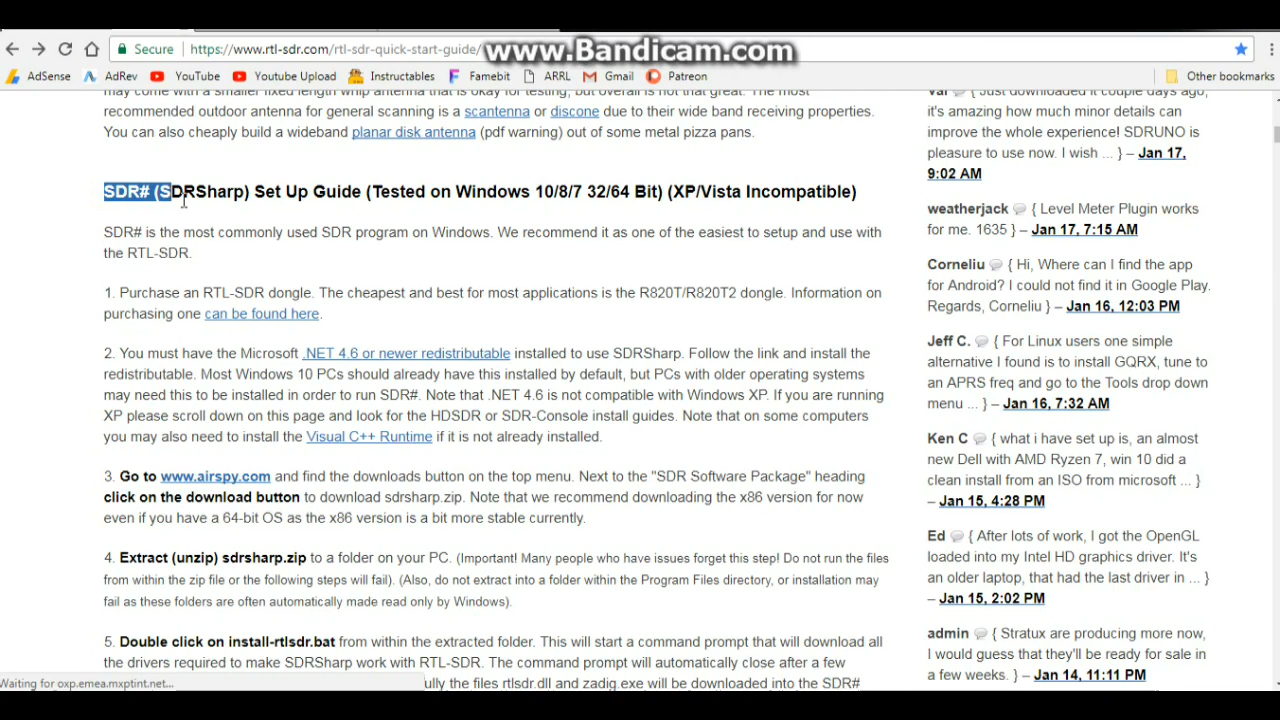 Secure
https://www.rtl-sdr.com/rtl-sdr-quick-start-guide/
www.Bandicam.com
AdSense AdRev YouTube Youtube Upload Instructables Famebit ARRL Gmail Patreon Other bookmarks
may come with a smaller fixed length whip antenna that is okay for testing, but overall is not that great. The most
recommended outdoor antenna for general scanning is a scantenna or discone due to their wide band receiving properties.
You can also cheaply build a wideband planar disk antenna (pdf warning) out of some metal pizza pans.
SDR# (SDRSharp) Set Up Guide (Tested on Windows 10/8/7 32/64 Bit) (XP/Vista Incompatible)
SDR# is the most commonly used SDR program on Windows. We recommend it as one of the easiest to setup and use with
the RTL-SDR.
1. Purchase an RTL-SDR dongle. The cheapest and best for most applications is the R820T/R820T2 dongle. Information on
purchasing one can be found here.
2. You must have the Microsoft .NET 4.6 or newer redistributable installed to use SDRSharp. Follow the link and install the
redistributable. Most Windows 10 PCs should already have this installed by default, but PCs with older operating systems
may need this to be installed in order to run SDR#. Note that .NET 4.6 is not compatible with Windows XP. If you are running
XP please scroll down on this page and look for the HDSDR or SDR-Console install guides. Note that on some computers
you may also need to install the Visual C++ Runtime if it is not already installed.
3. Go to www.airspy.com and find the downloads button on the top menu. Next to the "SDR Software Package" heading
click on the download button to download sdrsharp.zip. Note that we recommend downloading the x86 version for now
even if you have a 64-bit OS as the x86 version is a bit more stable currently.
4. Extract (unzip) sdrsharp.zip to a folder on your PC. (Important! Many people who have issues forget this step! Do not run the files
from within the zip file or the following steps will fail). (Also, do not extract into a folder within the Program Files directory, or installation may
fail as these folders are often automatically made read only by Windows).
5. Double click on install-rtlsdr.bat from within the extracted folder. This will start a command prompt that will download all
the drivers required to make SDRSharp work with RTL-SDR. The command prompt will automatically close after a few
fully the files rtlsdr.dll and zadig.exe will be downloaded into the SDR#
Waiting for oxp.emea.mxptint.net...
Val { Just downloaded it couple days ago,
it's amazing how much minor details can
improve the whole experience! SDRUNO is
pleasure to use now. I wish ... } – Jan 17,
9:02 AM
weatherjack { Level Meter Plugin works
for me. 1635 } – Jan 17, 7:15 AM
Corneliu { Hi, Where can I find the app
for Android? I could not find it in Google Play.
Regards, Corneliu } – Jan 16, 12:03 PM
Jeff C. { For Linux users one simple
alternative I found is to install GQRX, tune to
an APRS freq and go to the Tools drop down
menu ... } – Jan 16, 7:32 AM
Ken C { what i have set up is, an almost
new Dell with AMD Ryzen 7, win 10 did a
clean install from an ISO from microsoft ... }
– Jan 15, 4:28 PM
Ed { After lots of work, I got the OpenGL
loaded into my Intel HD graphics driver. It's
an older laptop, that had the last driver in ... }
– Jan 15, 2:02 PM
admin { Stratux are producing more now,
I would guess that they'll be ready for sale in
a few weeks. } – Jan 14, 11:11 PM